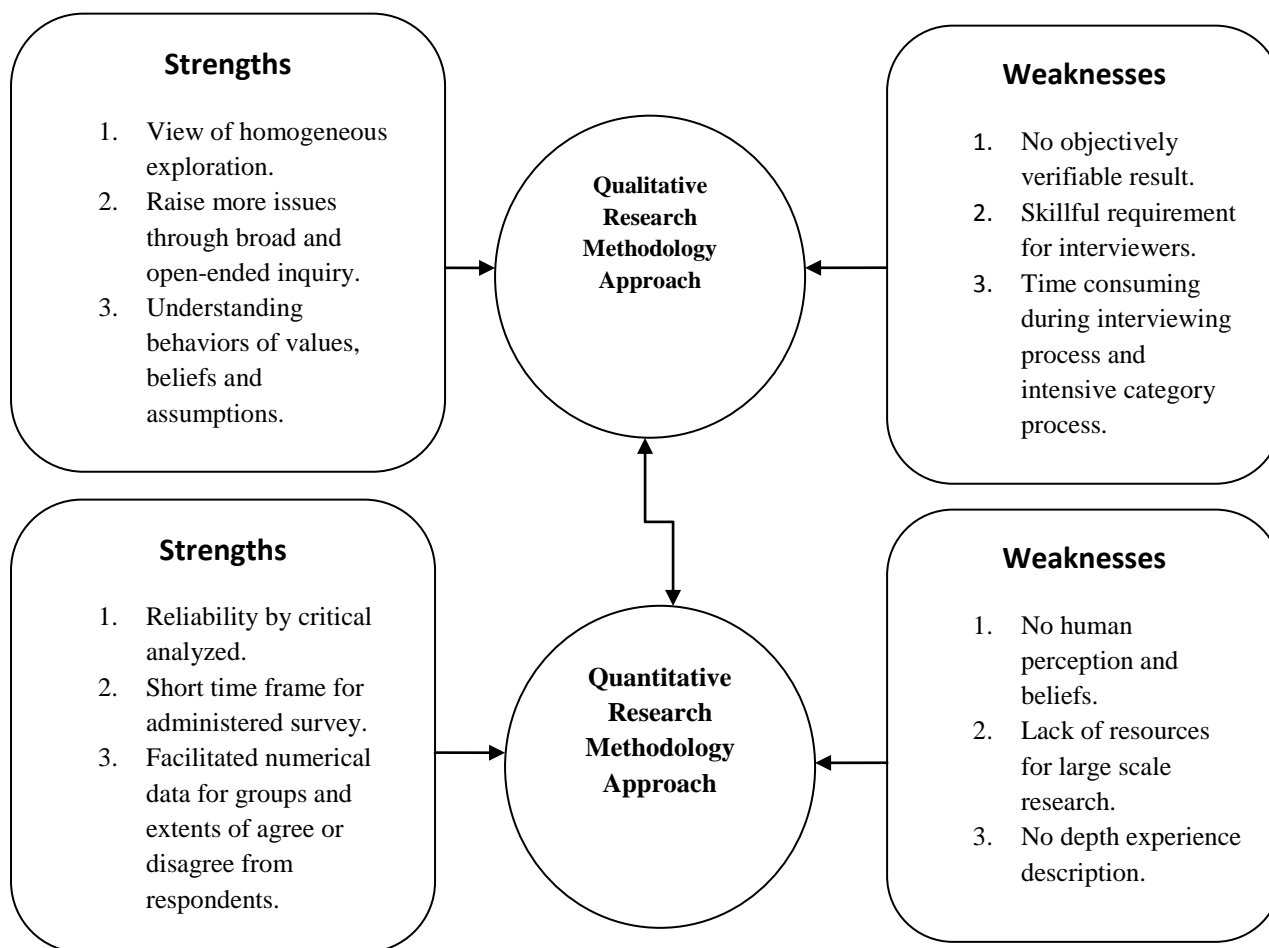 Strengths
1. View of homogeneous
exploration.
2. Raise more issues
through broad and
open-ended inquiry.
3. Understanding
behaviors of values,
beliefs and
assumptions.
Qualitative
Research
Methodology
Approach
Weaknesses
1. No objectively
verifiable result.
2. Skillful requirement
for interviewers.
3. Time consuming
during interviewing
process and
intensive category
process.
Strengths
1. Reliability by critical
analyzed.
2. Short time frame for
administered survey.
3. Facilitated numerical
data for groups and
extents of agree or
disagree from
respondents.
Quantitative
Research
Methodology
Approach
Weaknesses
1. No human
perception and
beliefs.
2. Lack of resources
for large scale
research.
3. No depth experience
description.